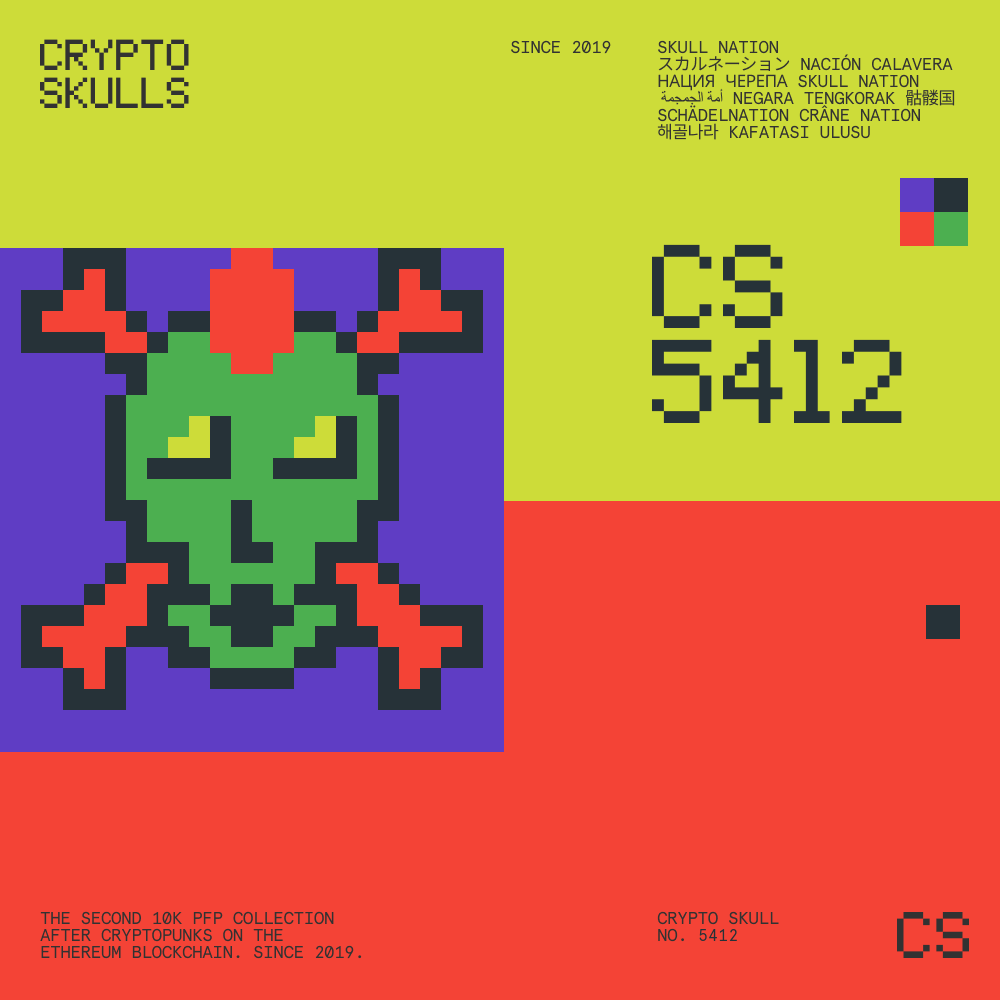 CRYPTO
SKULLS
SINCE 2019
SKULL NATION
スカルネーション NACIÓN CALAVERA
НАЦИЯ ЧЕРЕПА SKULL NATION
أمة الجمجمة NEGARA TENGKORAK 骷髅国
SCHÄDELNATION CRÂNE NATION
해골나라 KAFATASI ULUSU
CS
5412
THE SECOND 10K PFP COLLECTION
AFTER CRYPTOPUNKS ON THE
ETHEREUM BLOCKCHAIN. SINCE 2019.
CRYPTO SKULL
NO. 5412
CS